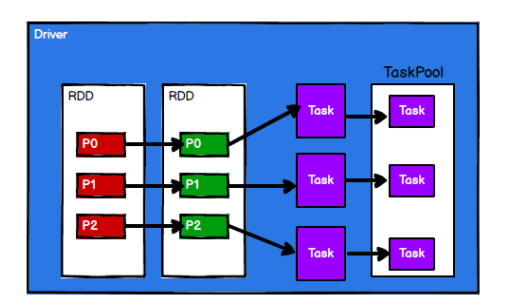 Driver
TaskPool
RDD
RDD
Task
Task
P0
P0
P1
P1
Task
Task
P2
P2
Task
Task